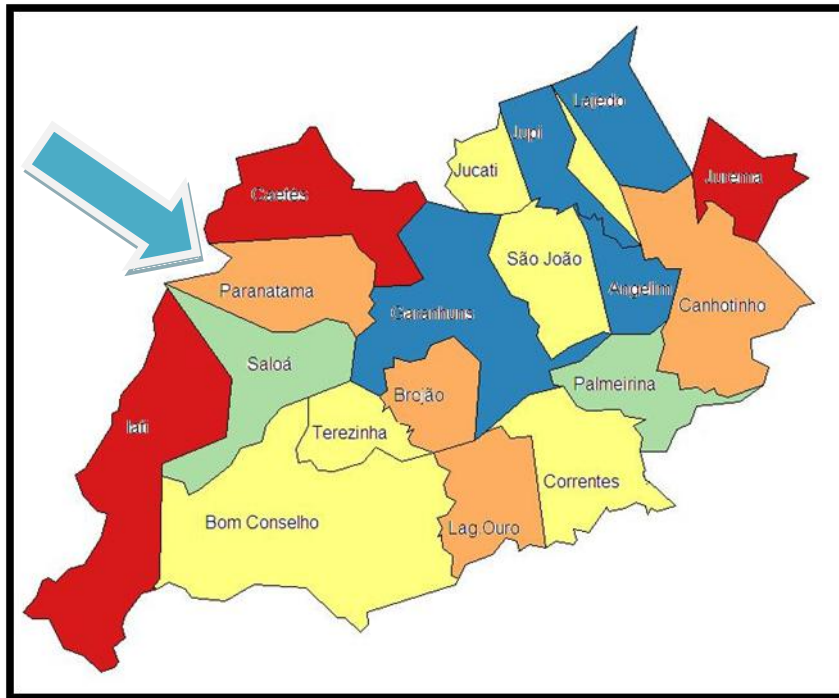 Lajedo
Jupi
Jucati
Jurema
Caetés
São João
Angelim
Paranatama
Garanhuns
Canhotinho
Saloá
Brojão
Palmeirina
Iati
Terezinha
Correntes
Bom Conselho
Lag.Ouro